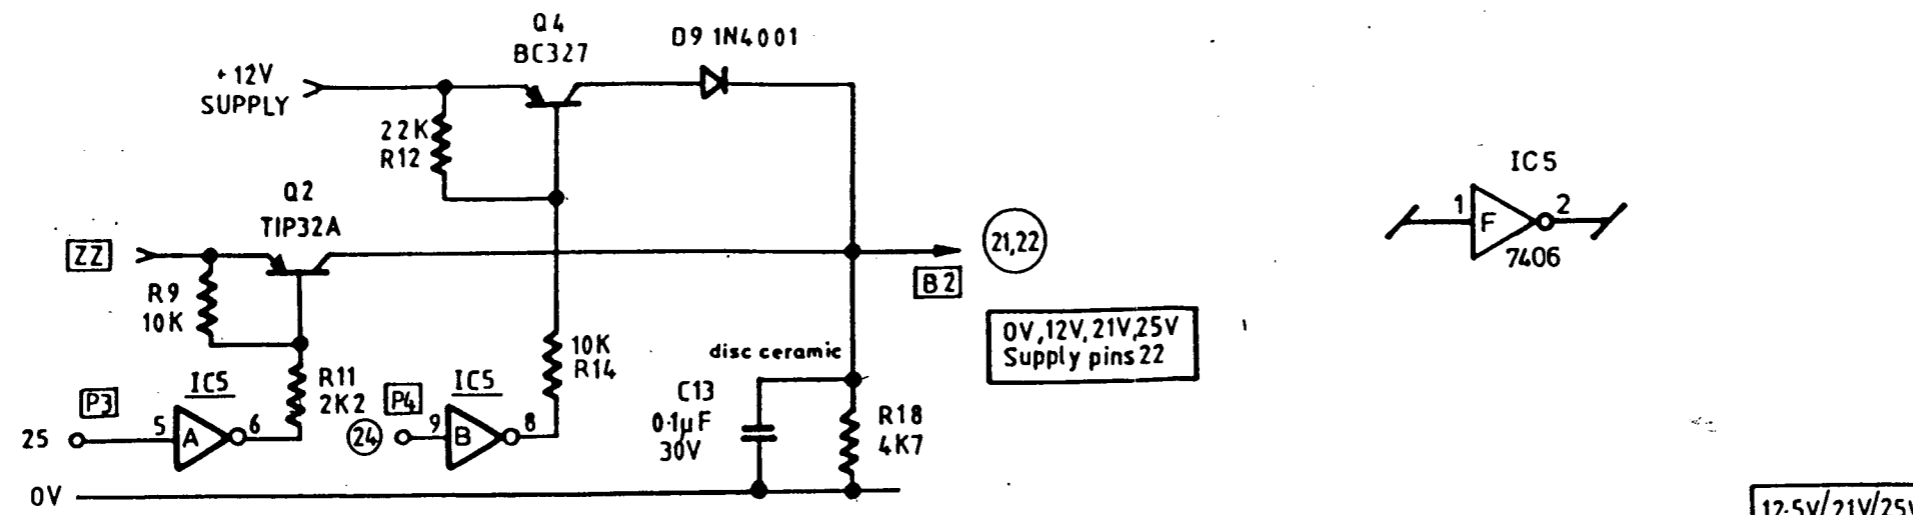 Q4
BC327
D9 1N4001
+12V
SUPPLY
22K
R12
IC5
1
F
2
7406
Q2
TIP32A
ZZ
21,22
B2
R9
10K
0V,12V,21V,25V
Supply pins 22
10K
R14
disc ceramic
R11
2K2
IC5
P3
P4
IC5
C13
0·1µF
30V
R18
4K7
25
5
A
6
24
9
B
8
0V
12·5V/21V/25V